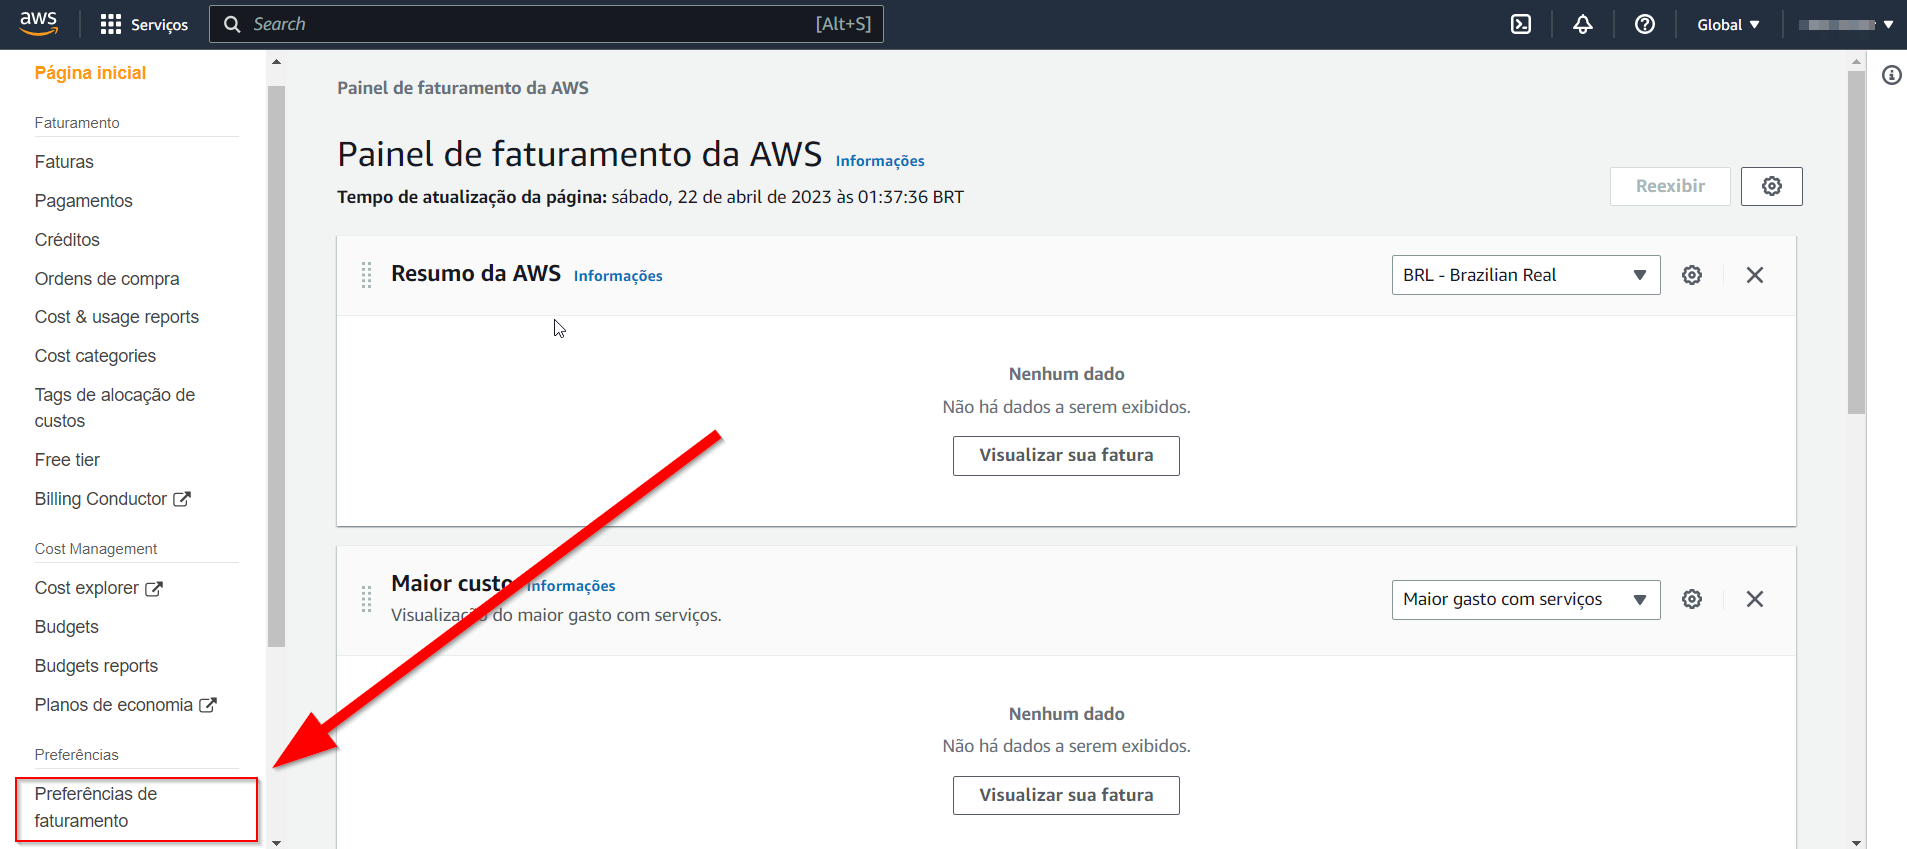 aws
Serviços
Search
[Alt+S]
Global
Página inicial
Faturamento
Faturas
Pagamentos
Créditos
Ordens de compra
Cost & usage reports
Cost categories
Tags de alocação de
custos
Free tier
Billing Conductor
Cost Management
Cost explorer
Budgets
Budgets reports
Planos de economia
Preferências
Preferências de
faturamento
Painel de faturamento da AWS
Painel de faturamento da AWS Informações
Tempo de atualização da página: sábado, 22 de abril de 2023 às 01:37:36 BRT
Reexibir
Resumo da AWS Informações
BRL - Brazilian Real
Nenhum dado
Não há dados a serem exibidos.
Visualizar sua fatura
Maior custo Informações
Visualização do maior gasto com serviços.
Maior gasto com serviços
Nenhum dado
Não há dados a serem exibidos.
Visualizar sua fatura